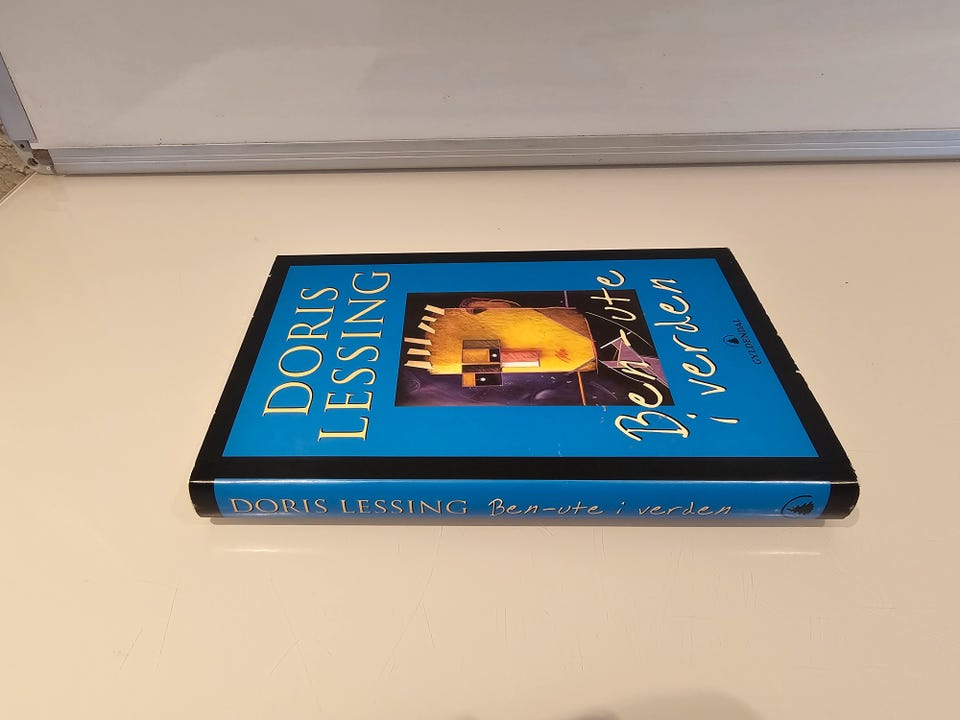 DORIS
LESSING
Ben-ute
i verden
GYLDENDAL
DORIS LESSING Ben-ute i verden